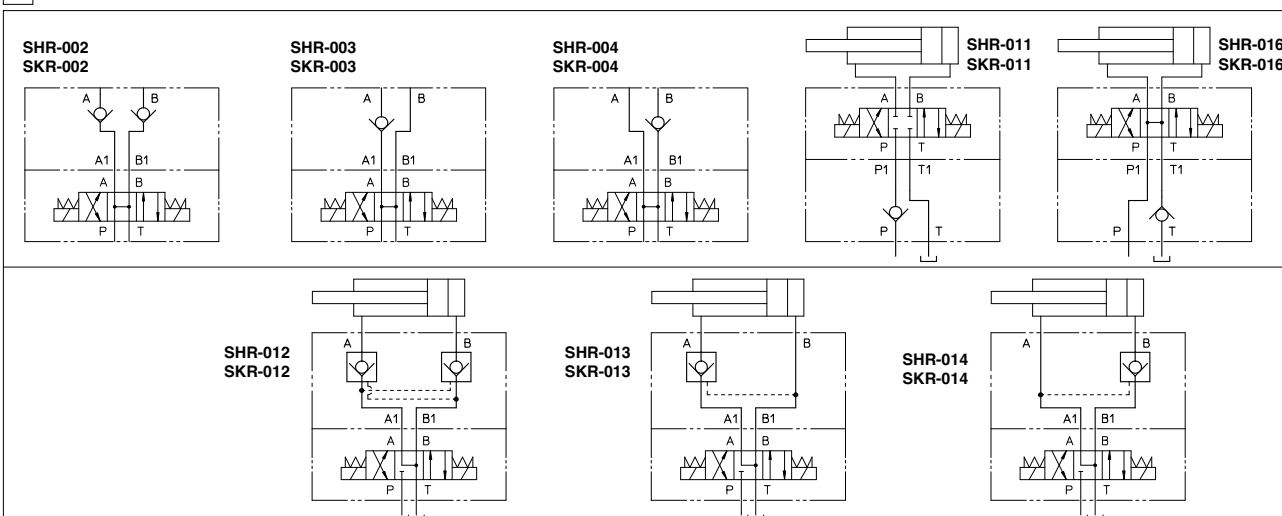 SHR-002
SKR-002
A B
A1 B1
A B
P T
SHR-003
SKR-003
A B
A1 B1
A B
P T
SHR-004
SKR-004
A B
A1 B1
A B
P T
SHR-011
SKR-011
A B
P T
P1 T1
P T
SHR-016
SKR-016
A B
P T
P1 T1
P T
SHR-012
SKR-012
A B
A1 B1
A B
P T
SHR-013
SKR-013
A B
A1 B1
A B
P T
SHR-014
SKR-014
A B
A1 B1
A B
P T